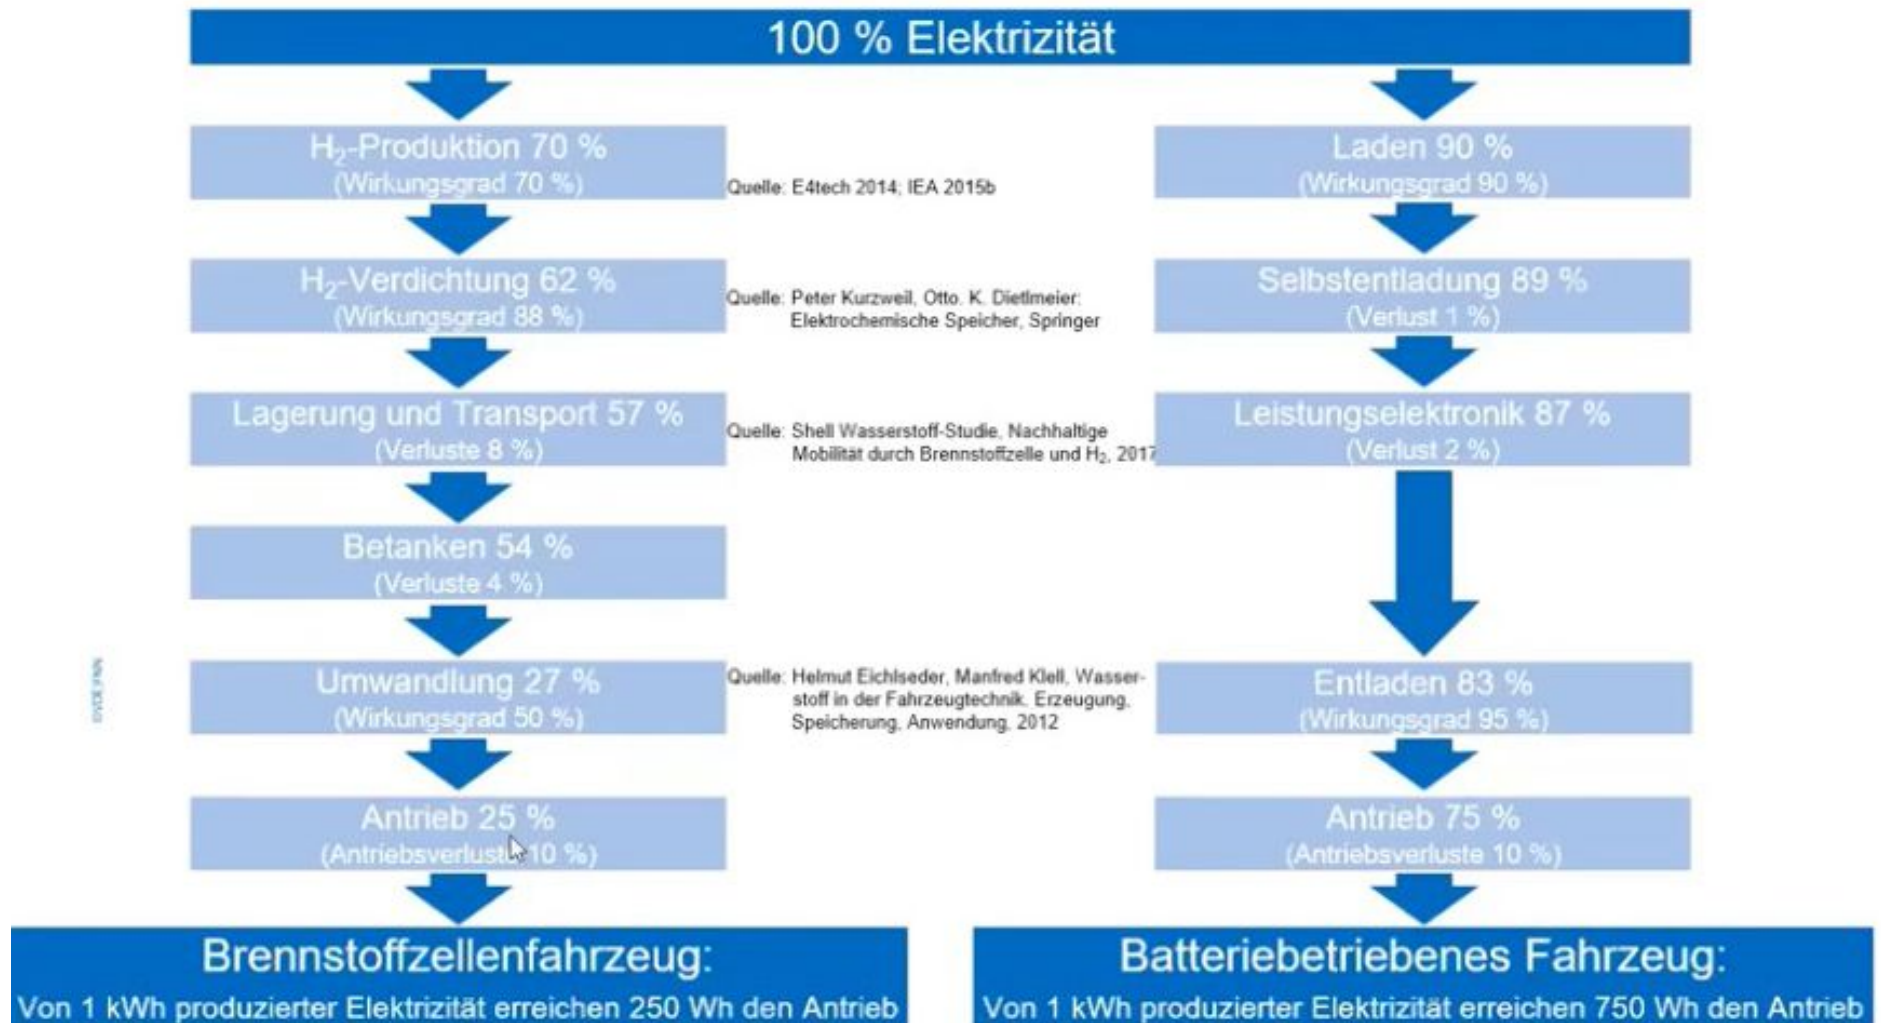 100 % Elektrizität
H₂-Produktion 70 %
(Wirkungsgrad 70 %)
Quelle: E4tech 2014; IEA 2015b
H₂-Verdichtung 62 %
(Wirkungsgrad 88 %)
Quelle: Peter Kurzweil, Otto. K. Dietlmeier:
Elektrochemische Speicher, Springer
Lagerung und Transport 57 %
(Verluste 8 %)
Quelle: Shell Wasserstoff-Studie, Nachhaltige
Mobilität durch Brennstoffzelle und H₂, 2017
Betanken 54 %
(Verluste 4 %)
Umwandlung 27 %
(Wirkungsgrad 50 %)
Quelle: Helmut Eichlseder, Manfred Klell, Wasser-
stoff in der Fahrzeugtechnik. Erzeugung,
Speicherung, Anwendung, 2012
Antrieb 25 %
(Antriebsverluste 10 %)
Brennstoffzellenfahrzeug:
Von 1 kWh produzierter Elektrizität erreichen 250 Wh den Antrieb
Laden 90 %
(Wirkungsgrad 90 %)
Selbstentladung 89 %
(Verlust 1 %)
Leistungselektronik 87 %
(Verlust 2 %)
Entladen 83 %
(Wirkungsgrad 95 %)
Antrieb 75 %
(Antriebsverluste 10 %)
Batteriebetriebenes Fahrzeug:
Von 1 kWh produzierter Elektrizität erreichen 750 Wh den Antrieb